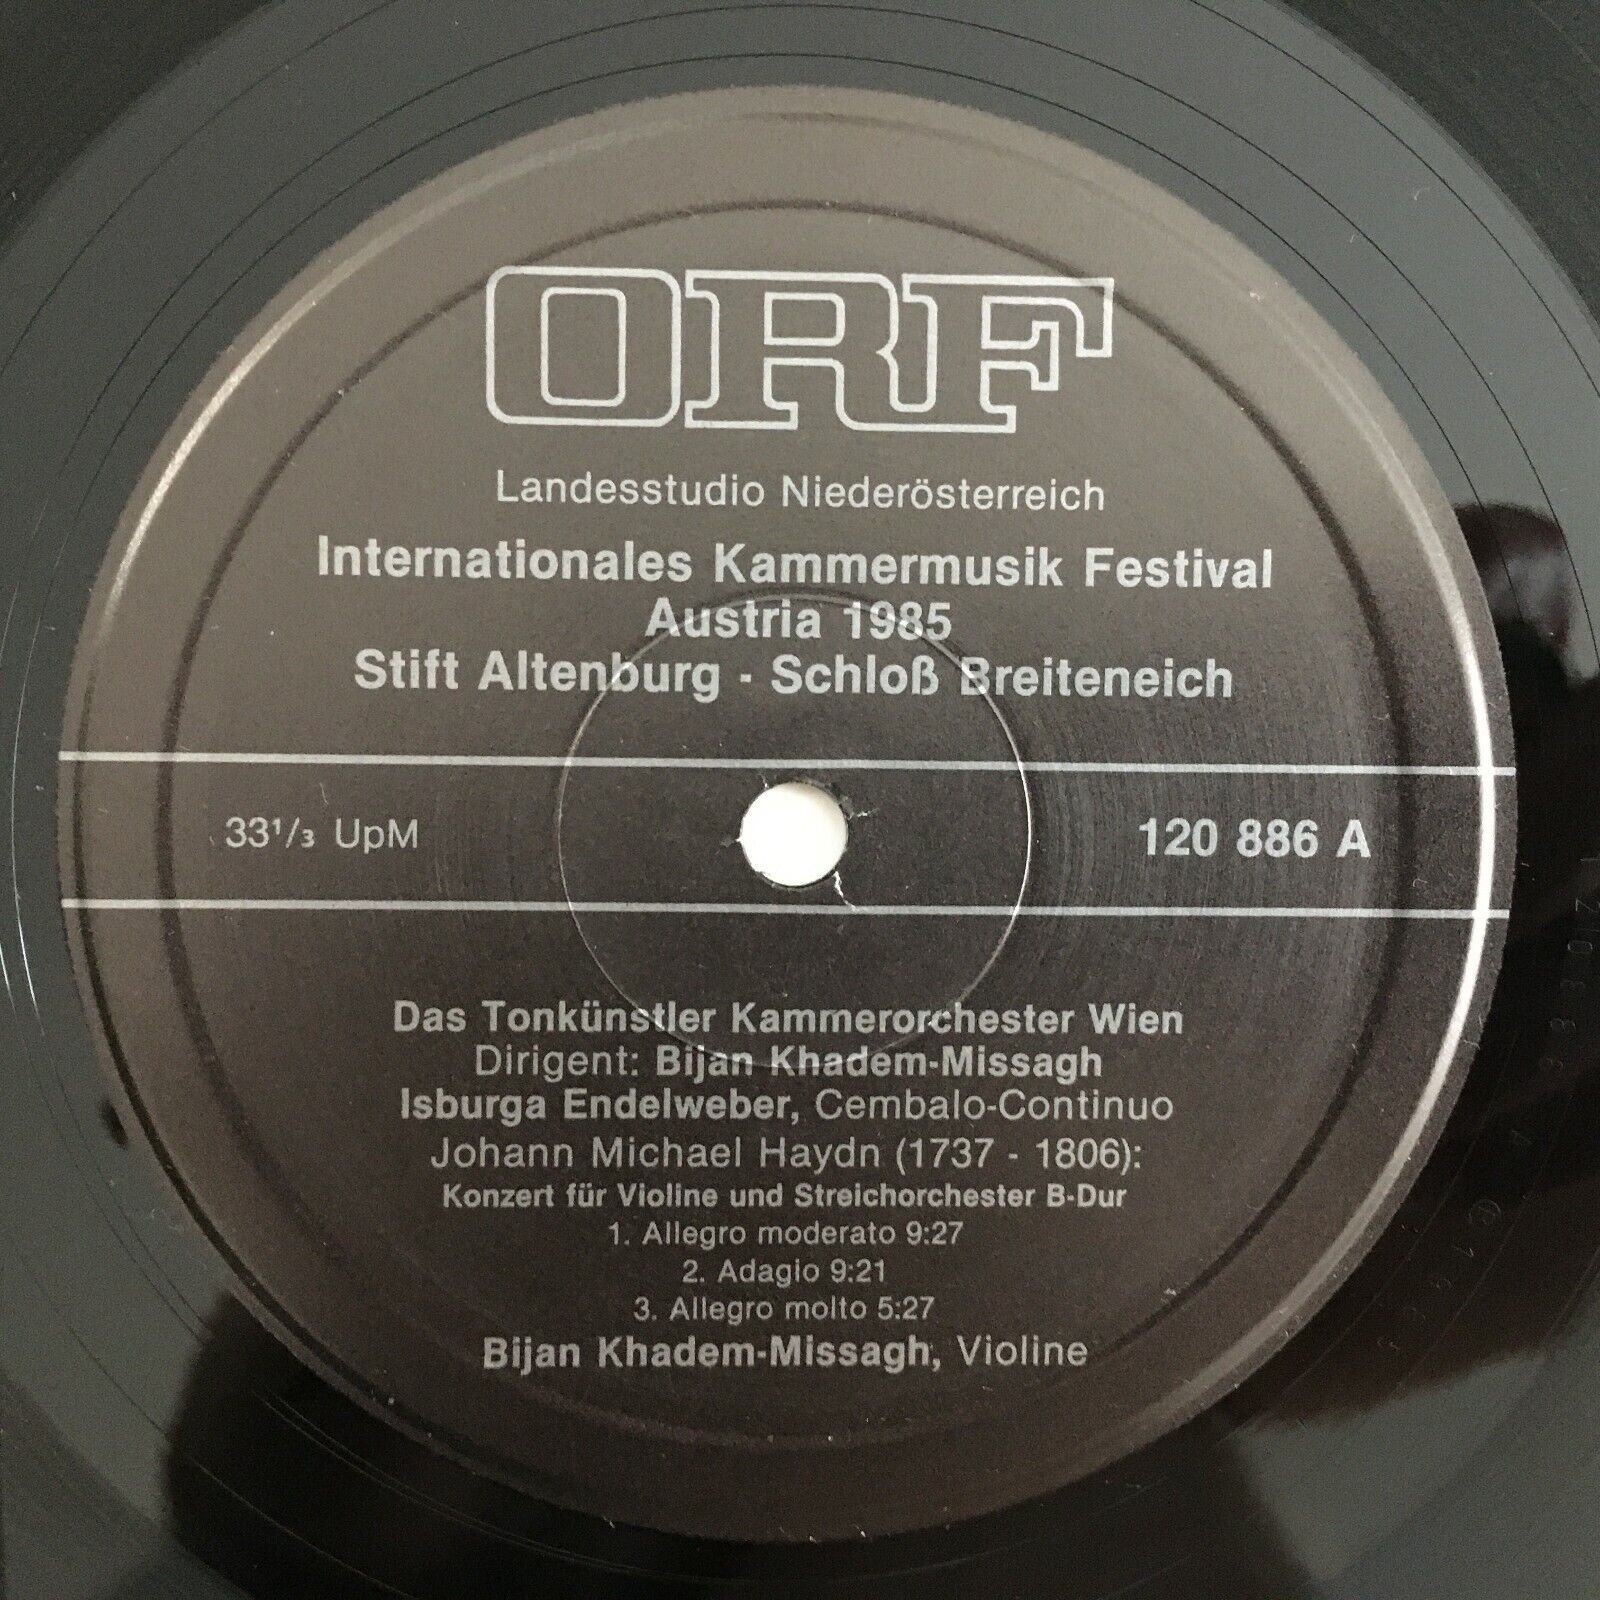 ORF
Landesstudio Niederösterreich
Internationales Kammermusik Festival
Austria 1985
Stift Altenburg - Schloß Breiteneich
33¹/₃ UpM
120 886 A
Das Tonkünstler Kammerorchester Wien
Dirigent: Bijan Khadem-Missagh
Isburga Endelweber, Cembalo-Continuo
Johann Michael Haydn (1737 - 1806):
Konzert für Violine und Streichorchester B-Dur
1. Allegro moderato 9:27
2. Adagio 9:21
3. Allegro molto 5:27
Bijan Khadem-Missagh, Violine